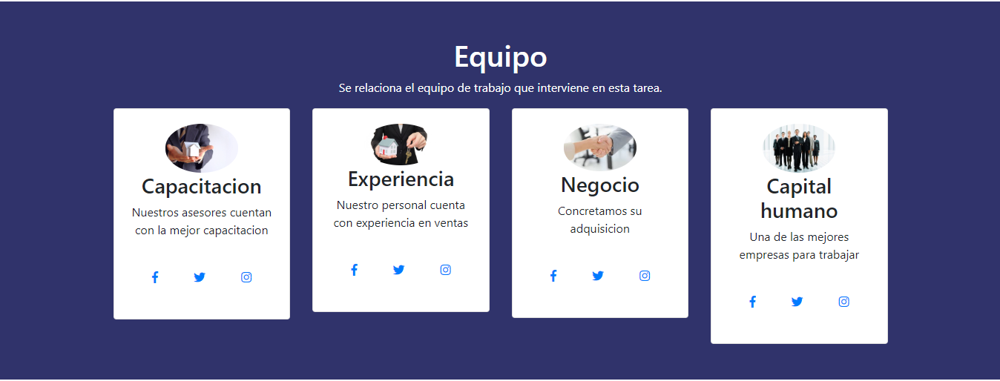 Equipo
Se relaciona el equipo de trabajo que interviene en esta tarea.
Capacitacion
Nuestros asesores cuentan
con la mejor capacitacion
Experiencia
Nuestro personal cuenta
con experiencia en ventas
Negocio
Concretamos su
adquisicion
Capital
humano
Una de las mejores
empresas para trabajar